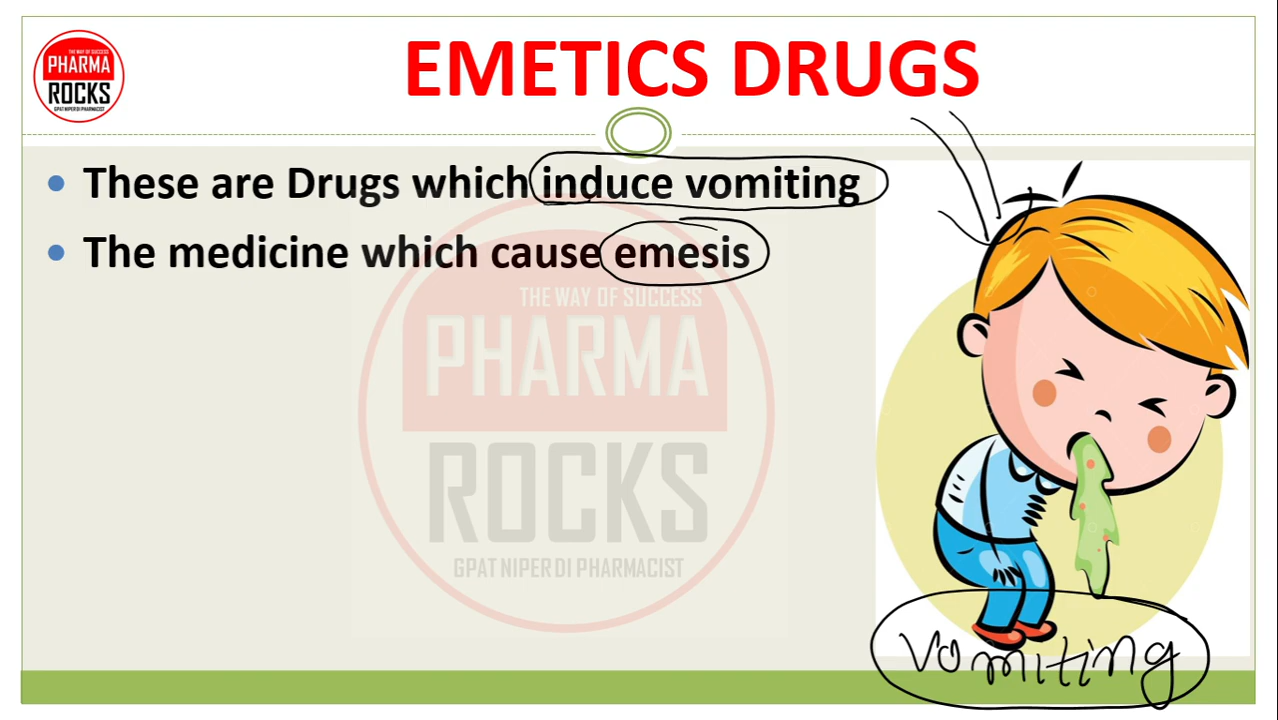 THE WAY OF SUCCESS
PHARMA
ROCKS
GPAT NIPER DI PHARMACIST
EMETICS DRUGS
These are Drugs which induce vomiting
The medicine which cause emesis
THE WAY OF SUCCESS
PHARMA
ROCKS
GPAT NIPER DI PHARMACIST
Vomiting